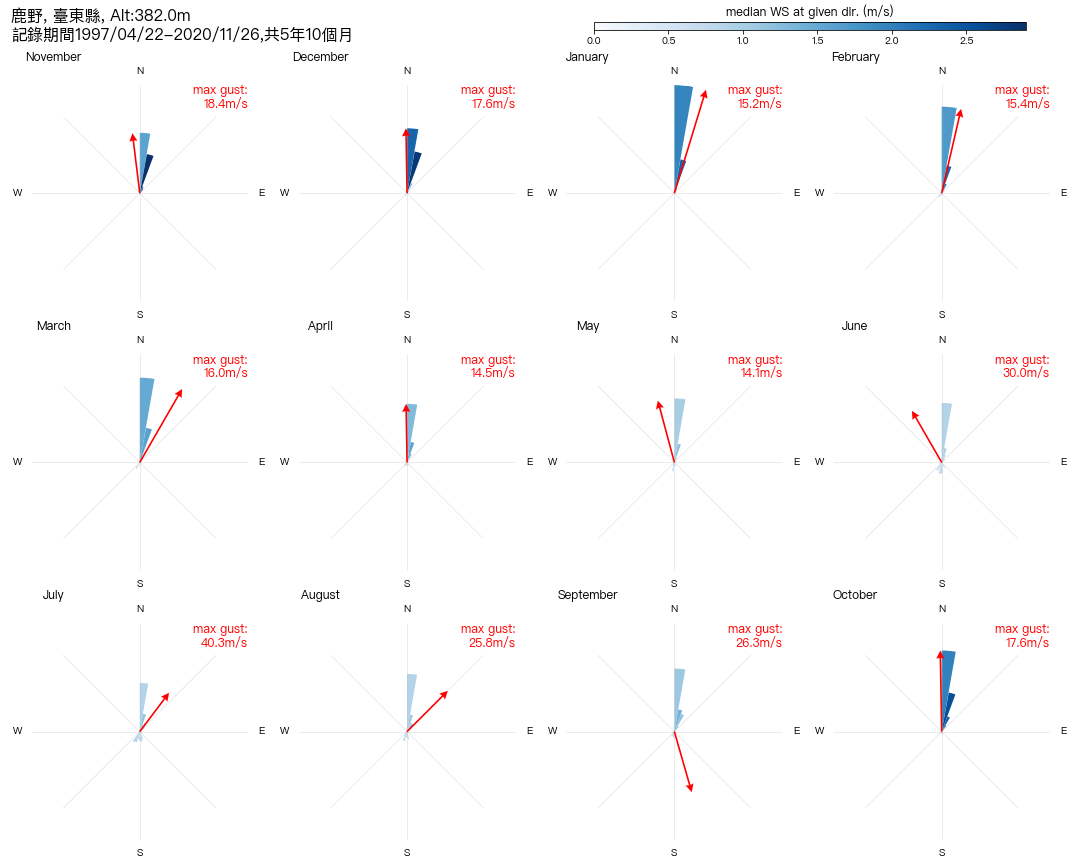 鹿野, 臺東縣, Alt:382.0m
記錄期間1997/04/22-2020/11/26,共5年10個月
median WS at given dir. (m/s)
0.0 0.5 1.0 1.5 2.0 2.5
November
N
max gust:
18.4m/s
W E
S
December
N
max gust:
17.6m/s
W E
S
January
N
max gust:
15.2m/s
W E
S
February
N
max gust:
15.4m/s
W E
S
March
N
max gust:
16.0m/s
W E
S
April
N
max gust:
14.5m/s
W E
S
May
N
max gust:
14.1m/s
W E
S
June
N
max gust:
30.0m/s
W E
S
July
N
max gust:
40.3m/s
W E
S
August
N
max gust:
25.8m/s
W E
S
September
N
max gust:
26.3m/s
W E
S
October
N
max gust:
17.6m/s
W E
S